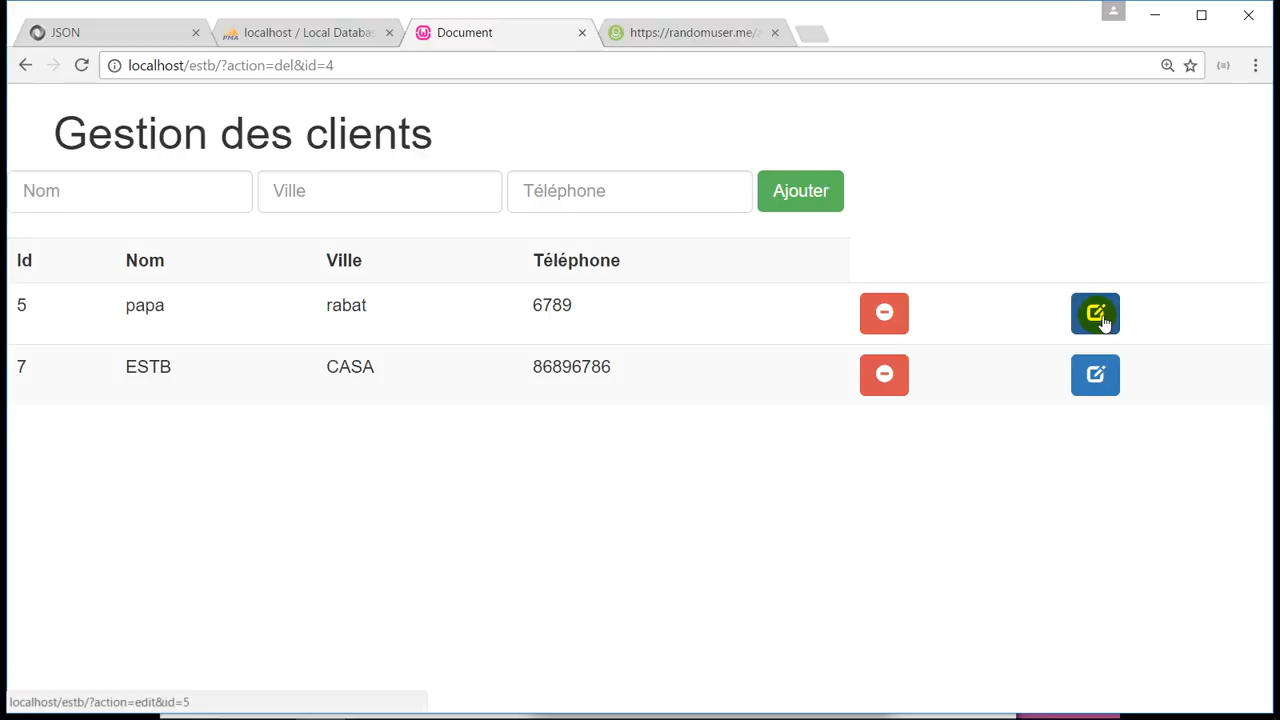 JSON
localhost / Local Databa
Document
https://randomuser.me/a
localhost/estb/?action=del&id=4
Gestion des clients
Nom Ville Téléphone Ajouter
Id Nom Ville Téléphone
5 papa rabat 6789
7 ESTB CASA 86896786
localhost/estb/?action=edit&id=5